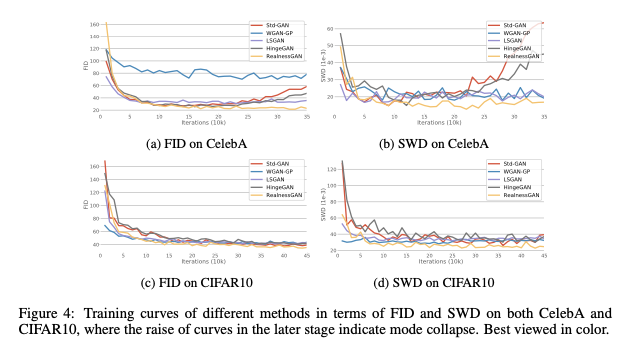 160
140
120
100
80
60
40
20
FID
0
5
10
15
20
25
30
35
Iterations (10k)
Std-GAN
WGAN-GP
LSGAN
HingeGAN
RealnessGAN
(a) FID on CelebA
60
50
40
30
20
SWD (1e-3)
0
5
10
15
20
25
30
35
Iterations (10k)
Std-GAN
WGAN-GP
LSGAN
HingeGAN
RealnessGAN
(b) SWD on CelebA
160
140
120
100
80
60
40
FID
0
5
10
15
20
25
30
35
40
45
Iterations (10k)
Std-GAN
WGAN-GP
LSGAN
HingeGAN
RealnessGAN
(c) FID on CIFAR10
120
100
80
60
40
20
SWD (1e-3)
0
5
10
15
20
25
30
35
40
45
Iterations (10k)
Std-GAN
WGAN-GP
LSGAN
HingeGAN
RealnessGAN
(d) SWD on CIFAR10
Figure 4: Training curves of different methods in terms of FID and SWD on both CelebA and
CIFAR10, where the raise of curves in the later stage indicate mode collapse. Best viewed in color.